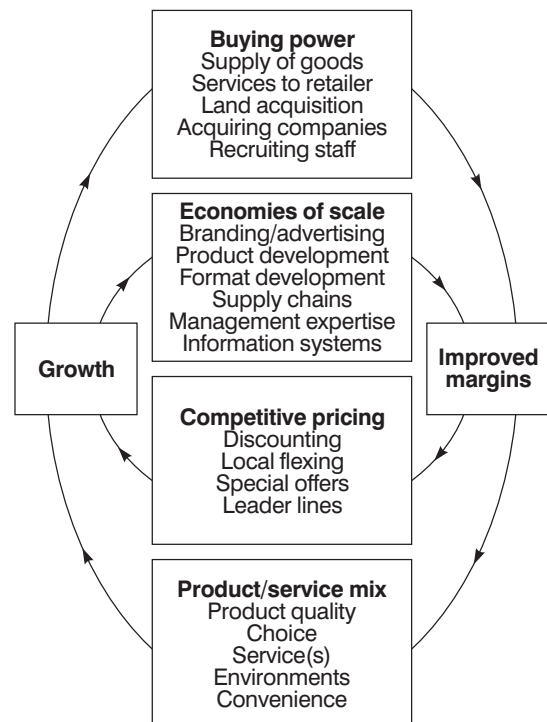 Buying power
Supply of goods
Services to retailer
Land acquisition
Acquiring companies
Recruiting staff
Economies of scale
Branding/advertising
Product development
Format development
Supply chains
Management expertise
Information systems
Growth
Improved
margins
Competitive pricing
Discounting
Local flexing
Special offers
Leader lines
Product/service mix
Product quality
Choice
Service(s)
Environments
Convenience